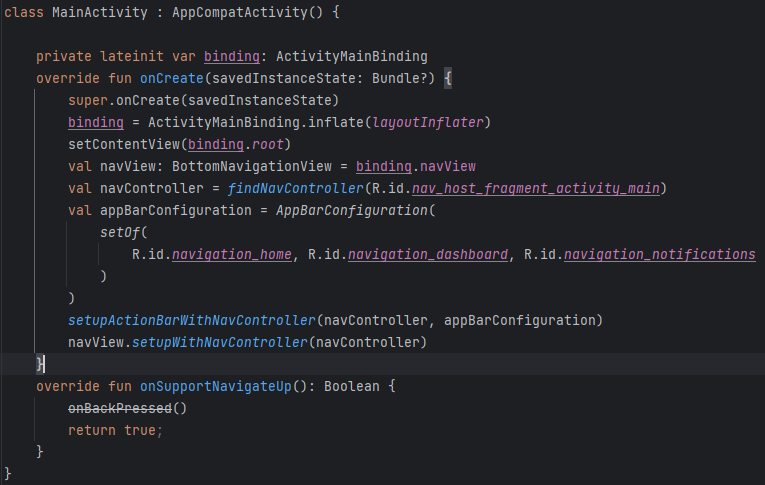 class MainActivity : AppCompatActivity() {
    private lateinit var binding: ActivityMainBinding
    override fun onCreate(savedInstanceState: Bundle?) {
        super.onCreate(savedInstanceState)
        binding = ActivityMainBinding.inflate(layoutInflater)
        setContentView(binding.root)
        val navView: BottomNavigationView = binding.navView
        val navController = findNavController(R.id.nav_host_fragment_activity_main)
        val appBarConfiguration = AppBarConfiguration(
            setOf(
                R.id.navigation_home, R.id.navigation_dashboard, R.id.navigation_notifications
            )
        )
        setupActionBarWithNavController(navController, appBarConfiguration)
        navView.setupWithNavController(navController)
    }
    override fun onSupportNavigateUp(): Boolean {
        onBackPressed()
        return true;
    }
}